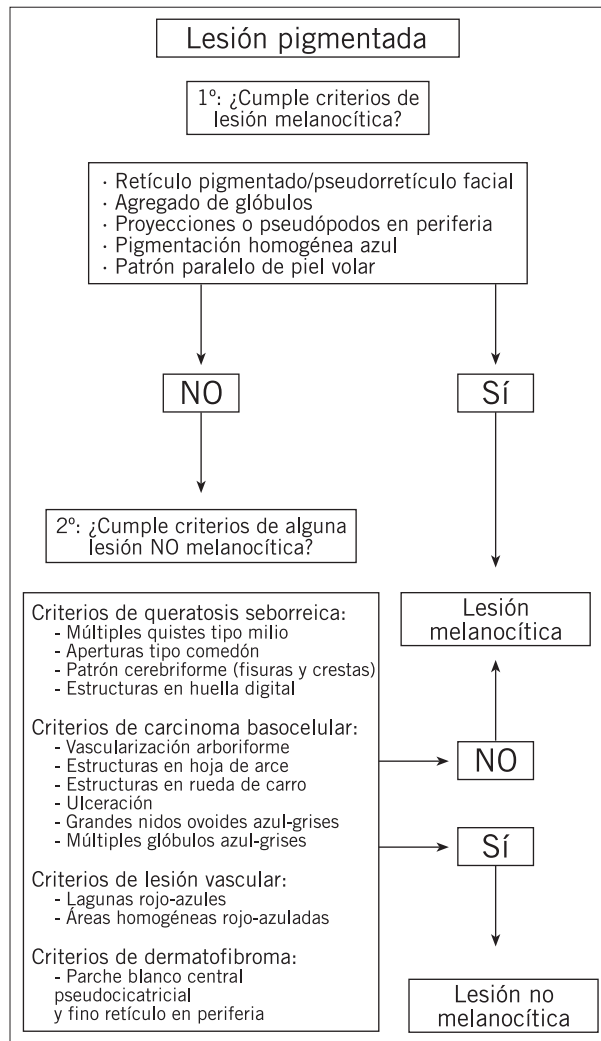 Lesión pigmentada
1º: ¿Cumple criterios de
lesión melanocítica?
· Retículo pigmentado/pseudorretículo facial
· Agregado de glóbulos
· Proyecciones o pseudópodos en periferia
· Pigmentación homogénea azul
· Patrón paralelo de piel volar
NO
Sí
2º: ¿Cumple criterios de alguna
lesión NO melanocítica?
Criterios de queratosis seborreica:
- Múltiples quistes tipo milio
- Aperturas tipo comedón
- Patrón cerebriforme (fisuras y crestas)
- Estructuras en huella digital
Criterios de carcinoma basocelular:
- Vascularización arboriforme
- Estructuras en hoja de arce
- Estructuras en rueda de carro
- Ulceración
- Grandes nidos ovoides azul-grises
- Múltiples glóbulos azul-grises
Criterios de lesión vascular:
- Lagunas rojo-azules
- Áreas homogéneas rojo-azuladas
Criterios de dermatofibroma:
- Parche blanco central
pseudocicatricial
y fino retículo en periferia
Lesión
melanocítica
NO
Sí
Lesión no
melanocítica